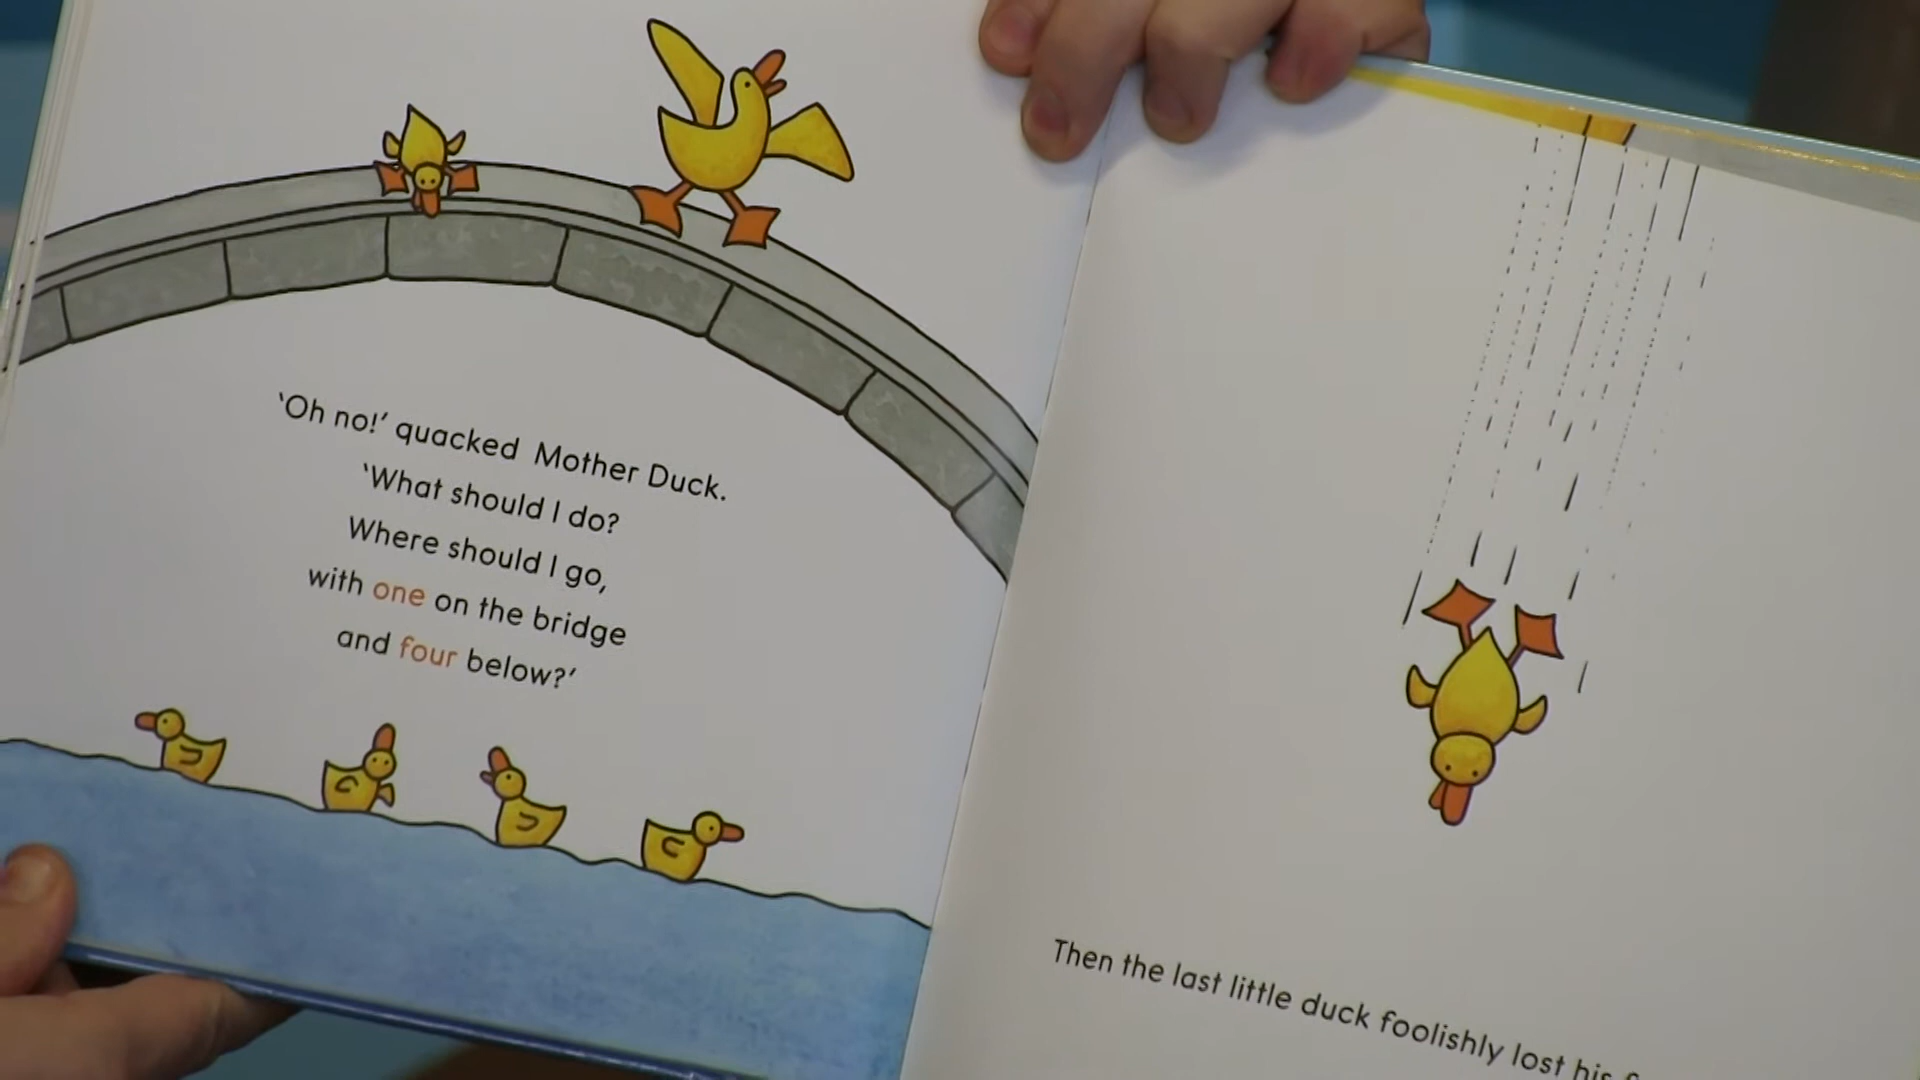 ‘Oh no!’ quacked Mother Duck.
‘What should I do?
Where should I go,
with one on the bridge
and four below?’
Then the last little duck foolishly lost his